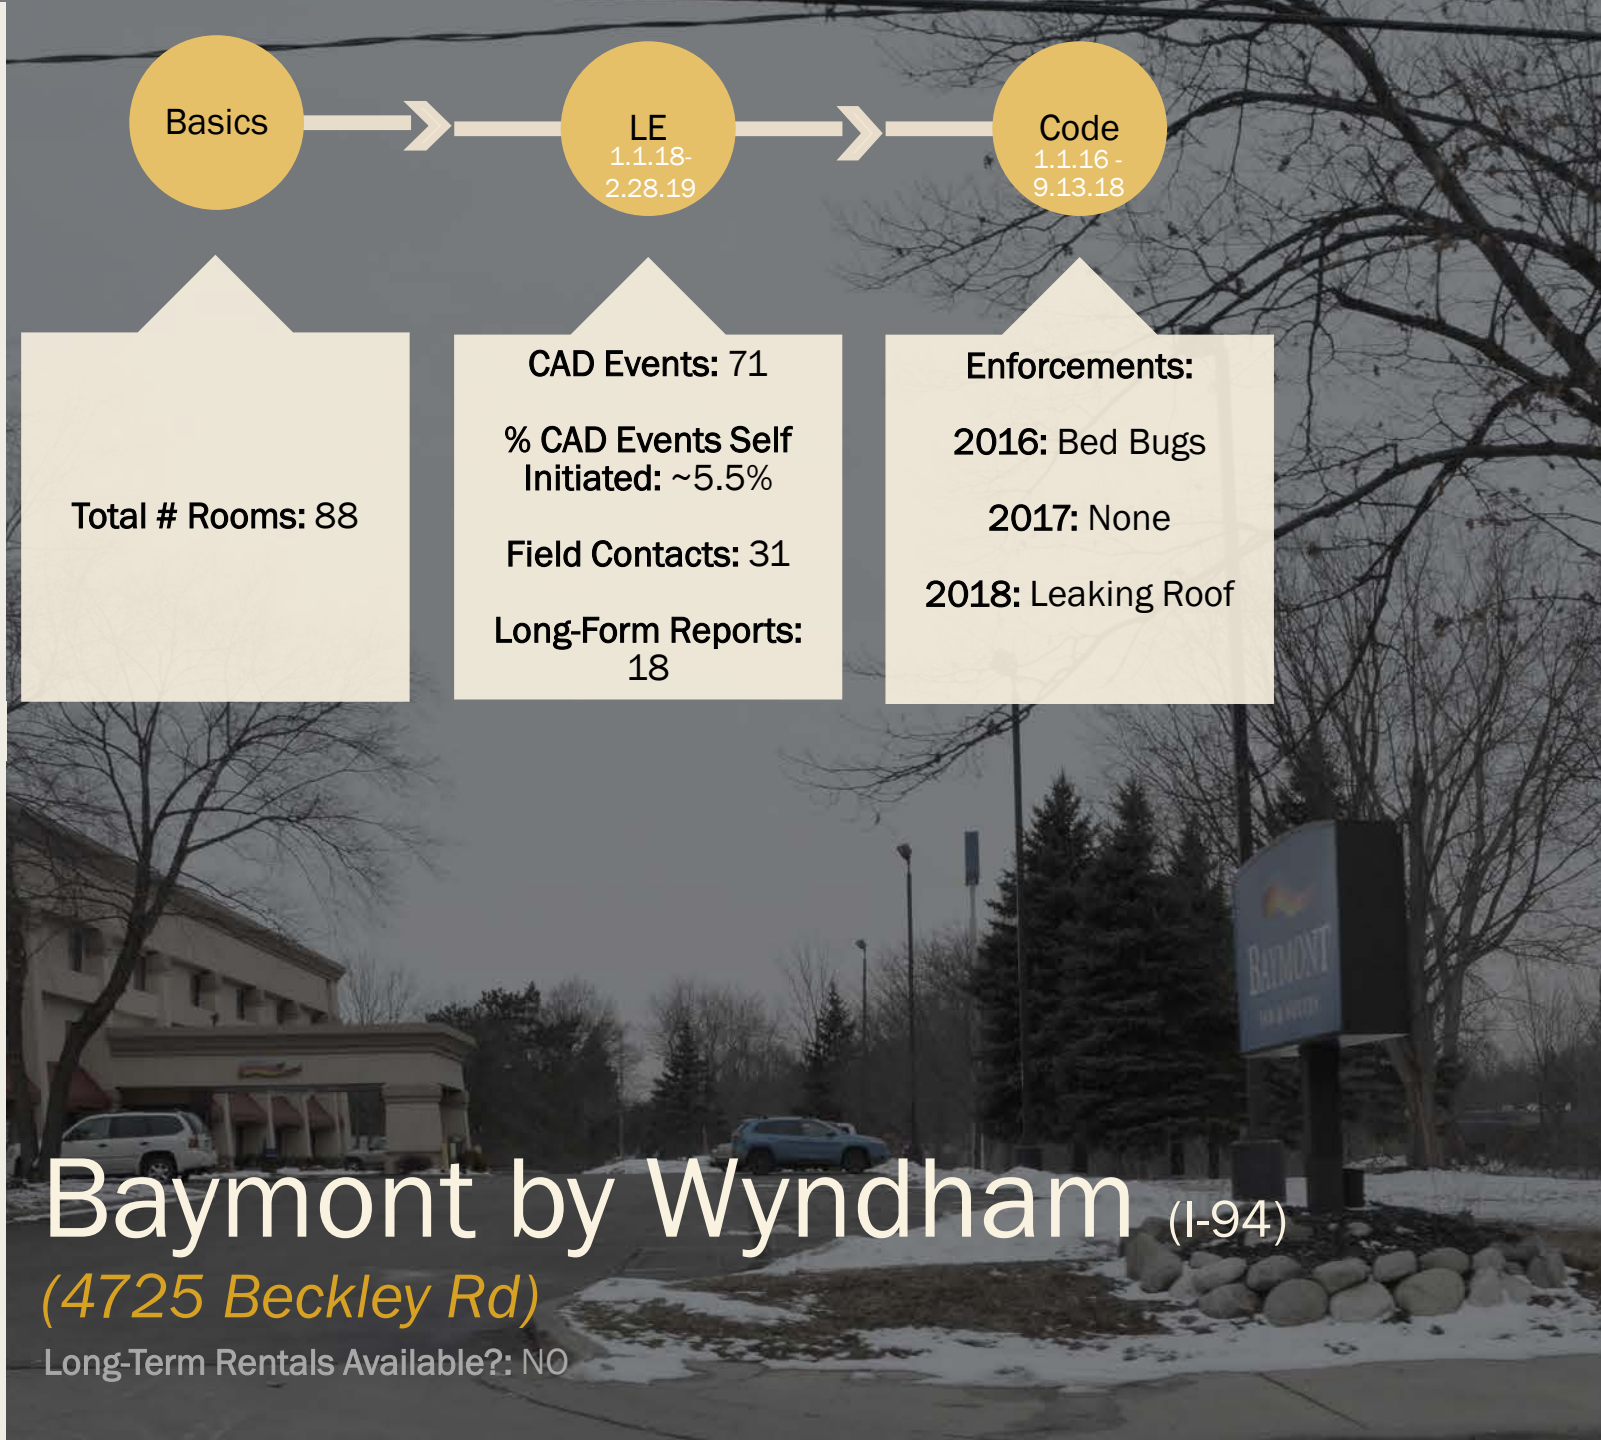 Basics
LE
1.1.18-
2.28.19
Code
1.1.16 -
9.13.18
Total # Rooms: 88
CAD Events: 71
% CAD Events Self
Initiated: ~5.5%
Field Contacts: 31
Long-Form Reports:
18
Enforcements:
2016: Bed Bugs
2017: None
2018: Leaking Roof
BAYMONT
Baymont by Wyndham (I-94)
(4725 Beckley Rd)
Long-Term Rentals Available?: NO